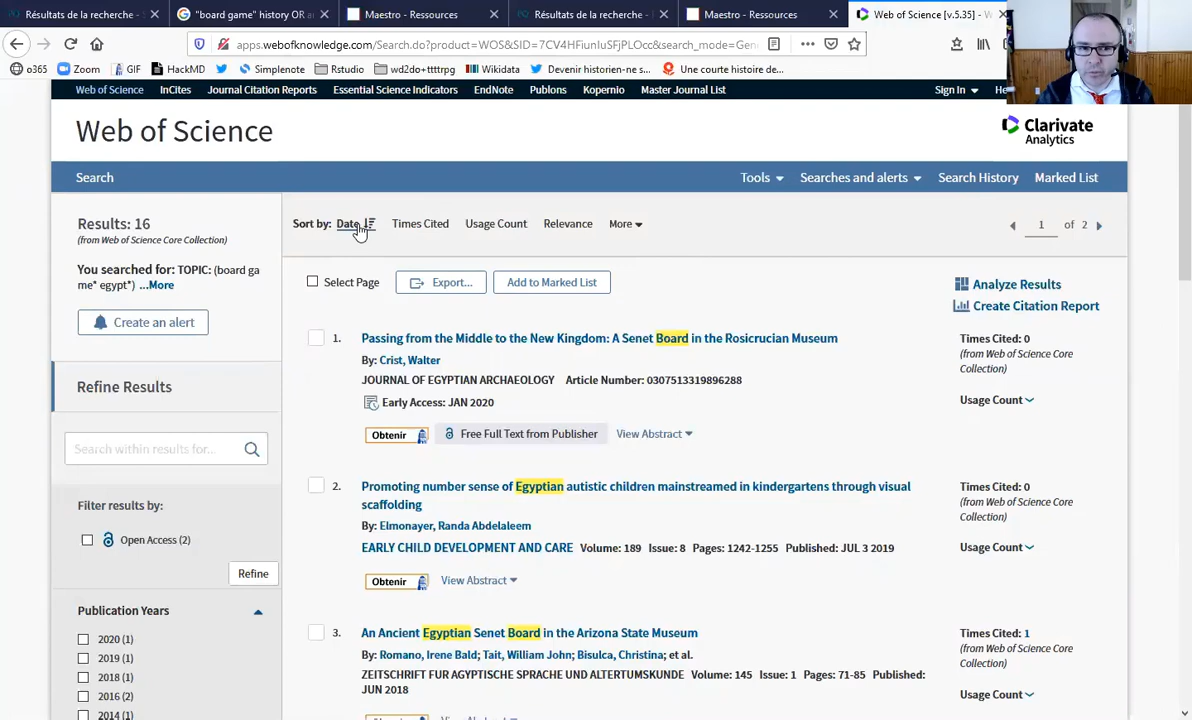 Résultats de la recherche - S
"board game" history OR a
Maestro - Ressources
Résultats de la recherche -
Maestro - Ressources
Web of Science [v.5.35] - W
apps.webofknowledge.com/Search.do?product=WOS&SID=7CV4HFiunIuSFjPLOcc&search_mode=Gen
o365 Zoom GIF HackMD Simplenote Rstudio wd2do+ttttrpg Wikidata Devenir historien-ne s... Une courte histoire de...
Web of Science InCites Journal Citation Reports Essential Science Indicators EndNote Publons Kopernio Master Journal List Sign In He
Web of Science
Clarivate
Analytics
Search Tools Searches and alerts Search History Marked List
Results: 16
(from Web of Science Core Collection)
You searched for: TOPIC: (board ga
me* egypt*) ...More
Create an alert
Refine Results
Search within results for...
Filter results by:
Open Access (2)
Refine
Publication Years
2020 (1)
2019 (1)
2018 (1)
2016 (2)
2014 (1)
Sort by: Date Times Cited Usage Count Relevance More
1 of 2
Select Page Export... Add to Marked List
Analyze Results
Create Citation Report
1. Passing from the Middle to the New Kingdom: A Senet Board in the Rosicrucian Museum
By: Crist, Walter
JOURNAL OF EGYPTIAN ARCHAEOLOGY Article Number: 0307513319896288
Early Access: JAN 2020
Obtenir Free Full Text from Publisher View Abstract
Times Cited: 0
(from Web of Science Core
Collection)
Usage Count
2. Promoting number sense of Egyptian autistic children mainstreamed in kindergartens through visual
scaffolding
By: Elmonayer, Randa Abdelaleem
EARLY CHILD DEVELOPMENT AND CARE Volume: 189 Issue: 8 Pages: 1242-1255 Published: JUL 3 2019
Obtenir View Abstract
Times Cited: 0
(from Web of Science Core
Collection)
Usage Count
3. An Ancient Egyptian Senet Board in the Arizona State Museum
By: Romano, Irene Bald; Tait, William John; Bisulca, Christina; et al.
ZEITSCHRIFT FUR AGYPTISCHE SPRACHE UND ALTERTUMSKUNDE Volume: 145 Issue: 1 Pages: 71-85 Published:
JUN 2018
Times Cited: 1
(from Web of Science Core
Collection)
Usage Count